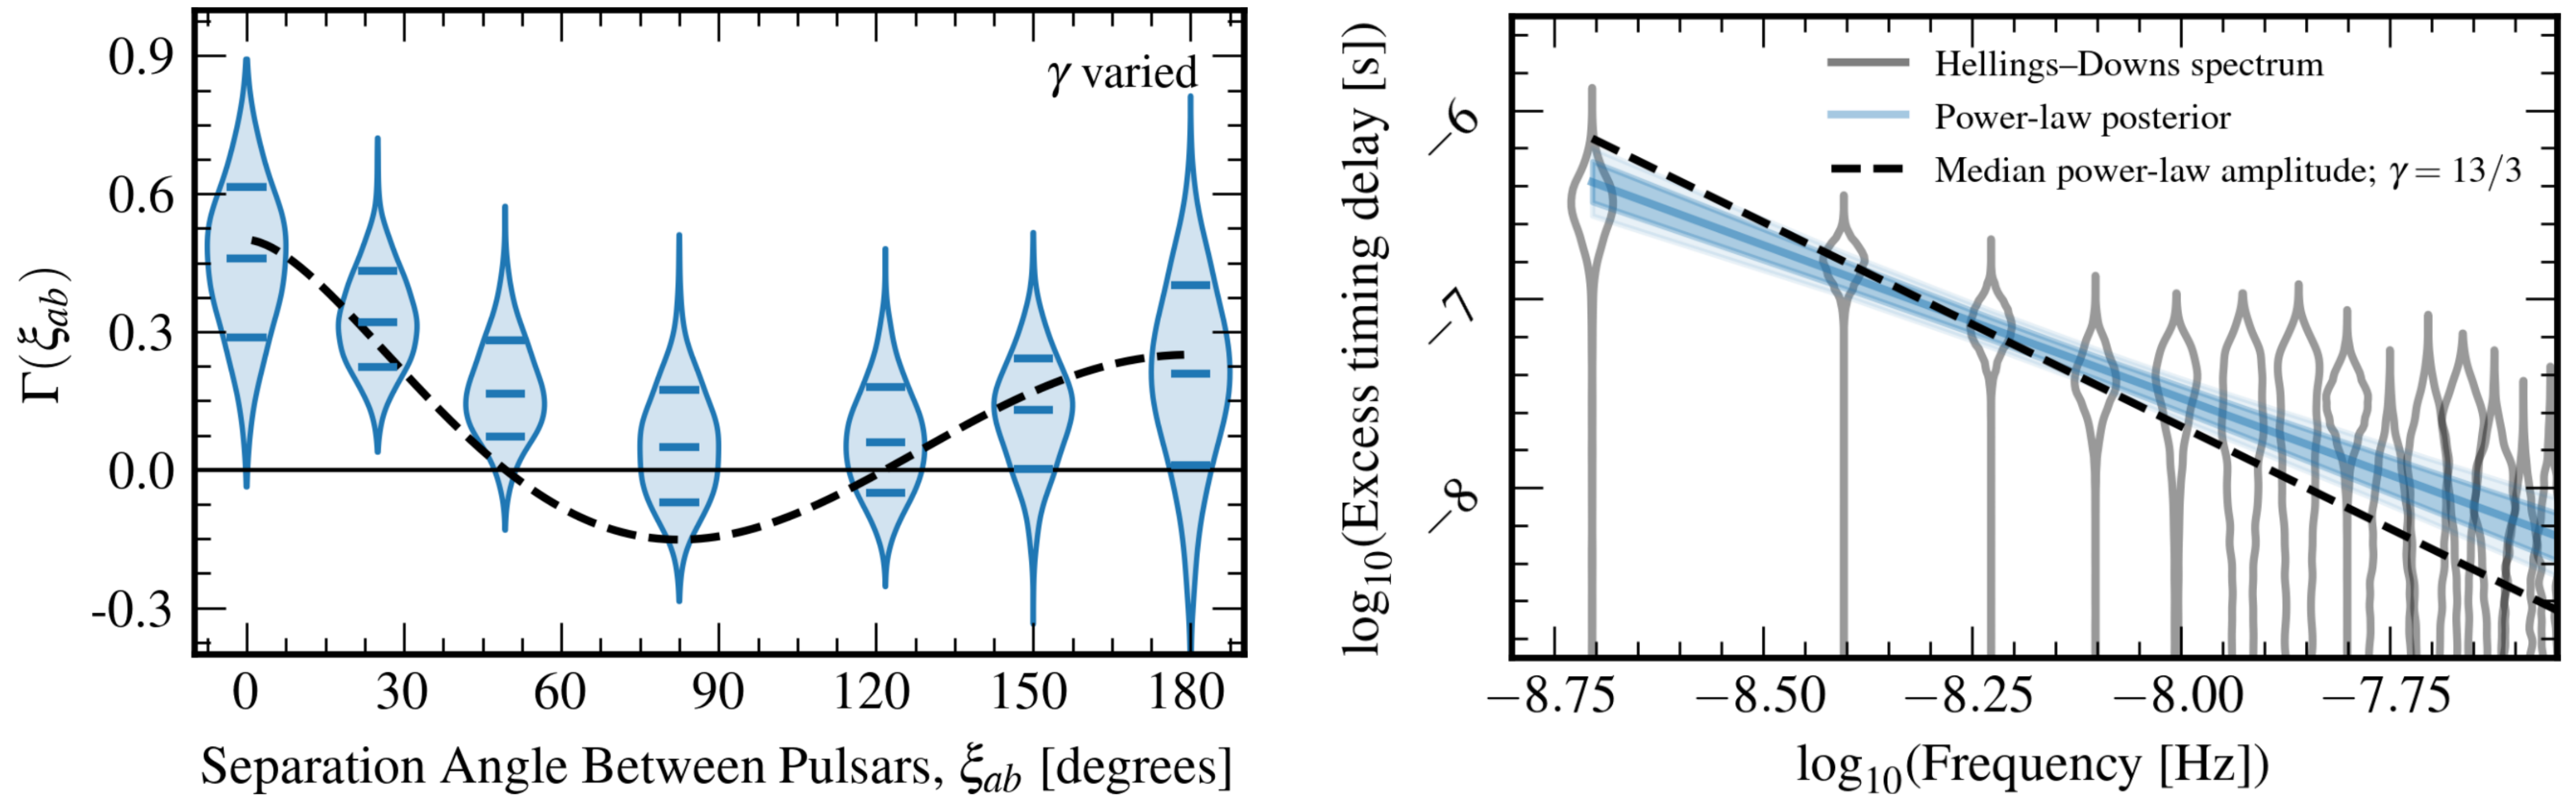 γ varied
0.9
0.6
0.3
0.0
-0.3
Γ(ξab)
0 30 60 90 120 150 180
Separation Angle Between Pulsars, ξab [degrees]
Hellings–Downs spectrum
Power-law posterior
Median power-law amplitude; γ = 13/3
−6
−7
−8
log10(Excess timing delay [s])
−8.75 −8.50 −8.25 −8.00 −7.75
log10(Frequency [Hz])